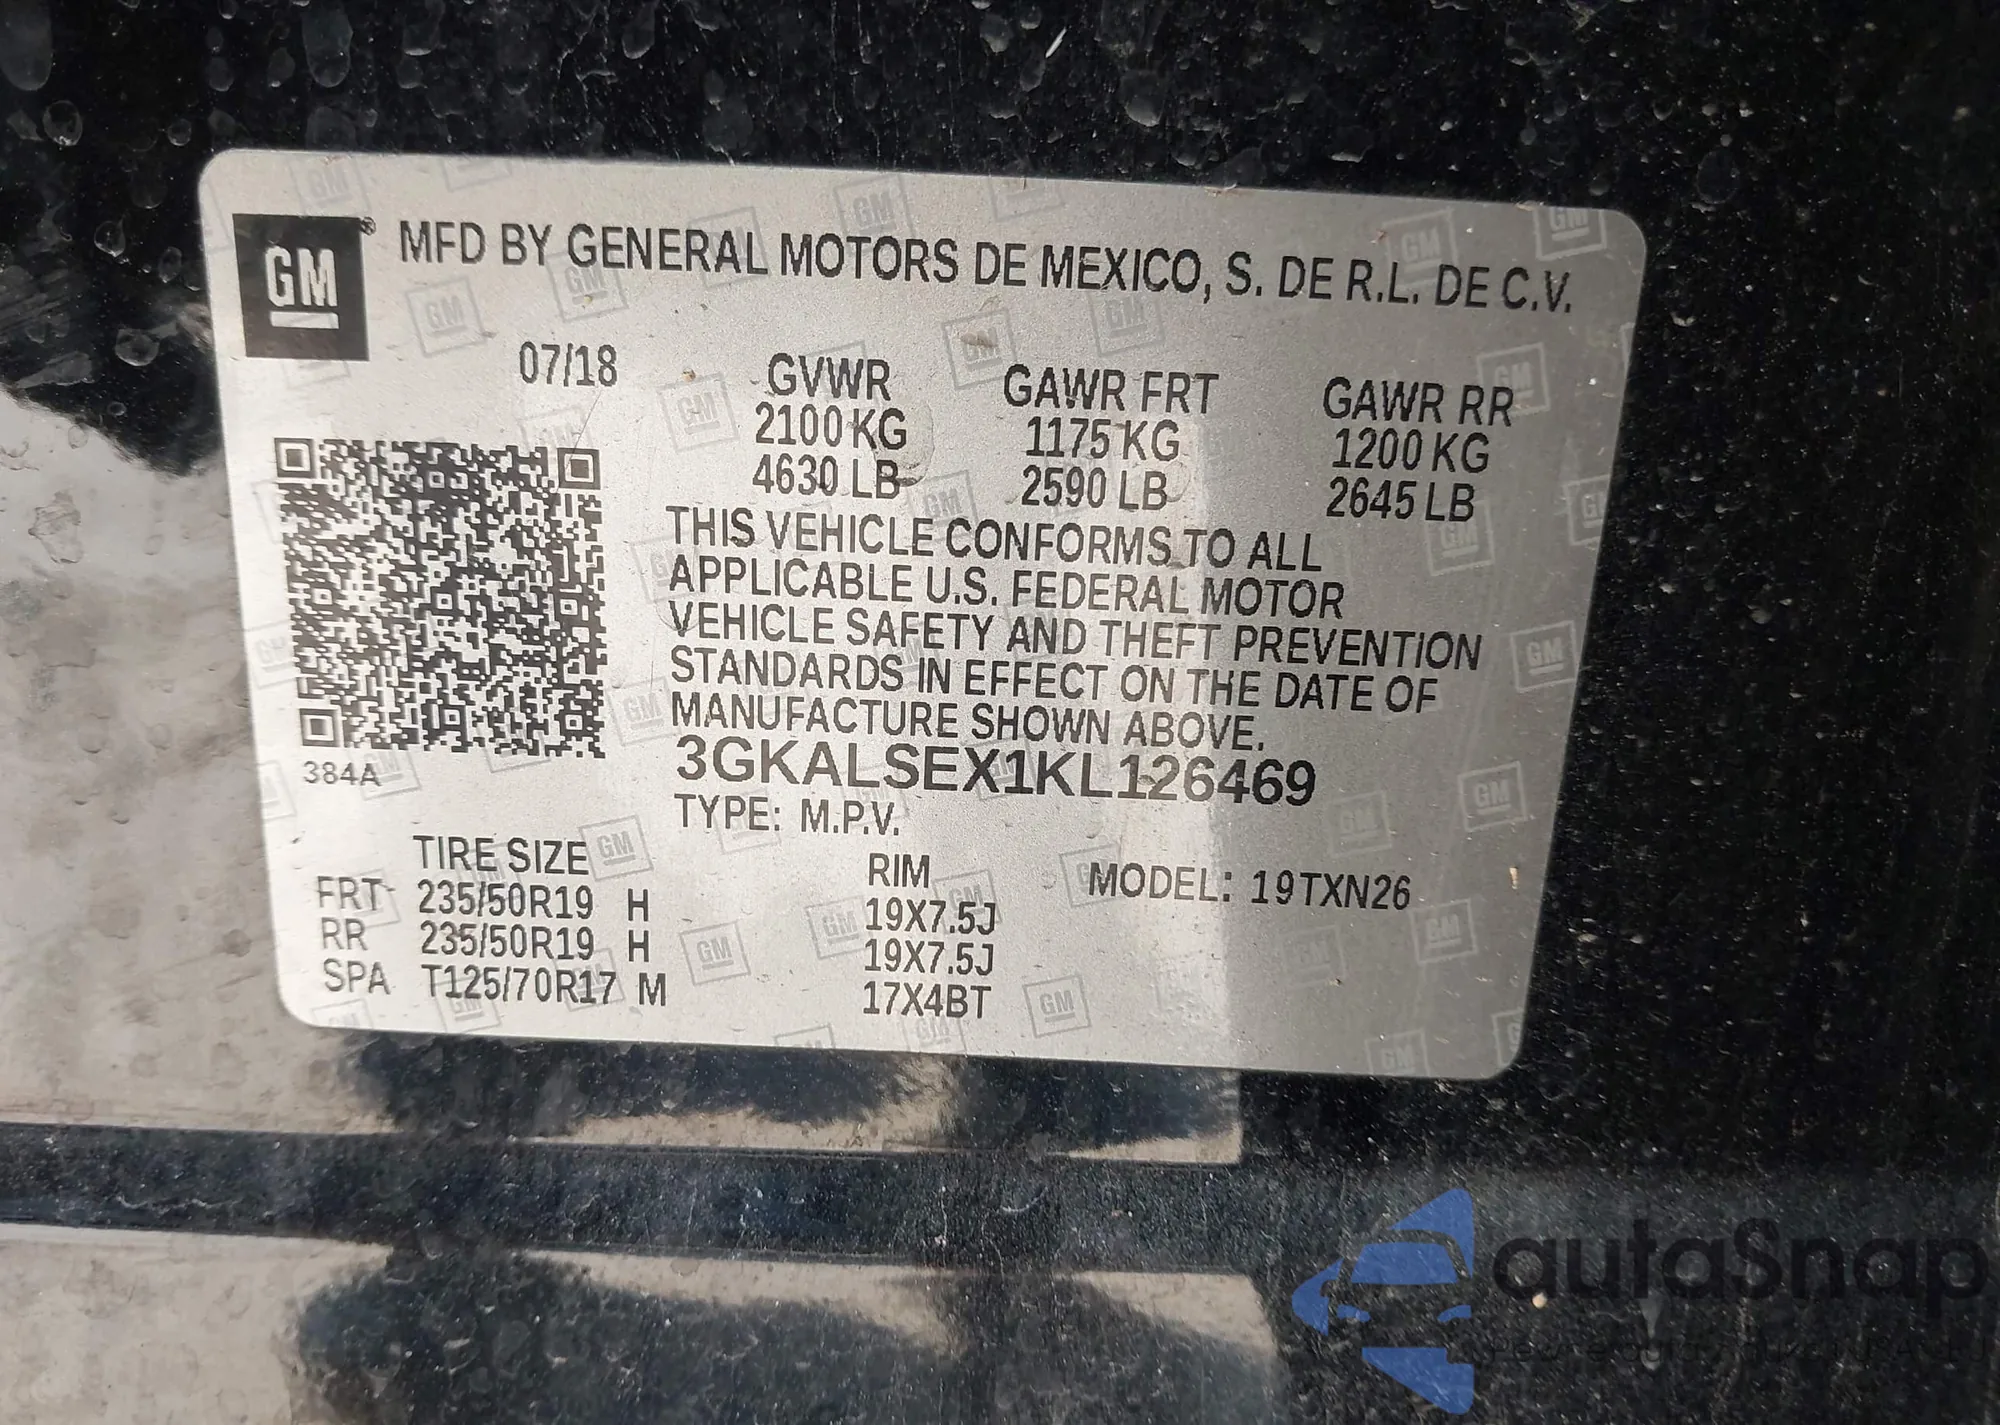 GM ® MFD BY GENERAL MOTORS DE MEXICO, S. DE R.L. DE C.V.
07/18 GVWR GAWR FRT GAWR RR
2100 KG 1175 KG 1200 KG
4630 LB 2590 LB 2645 LB
THIS VEHICLE CONFORMS TO ALL
APPLICABLE U.S. FEDERAL MOTOR
VEHICLE SAFETY AND THEFT PREVENTION
STANDARDS IN EFFECT ON THE DATE OF
MANUFACTURE SHOWN ABOVE.
384A 3GKALSEX1KL126469
TYPE: M.P.V.
TIRE SIZE RIM MODEL: 19TXN26
FRT 235/50R19 H 19X7.5J
RR 235/50R19 H 19X7.5J
SPA T125/70R17 M 17X4BT
autaSnap